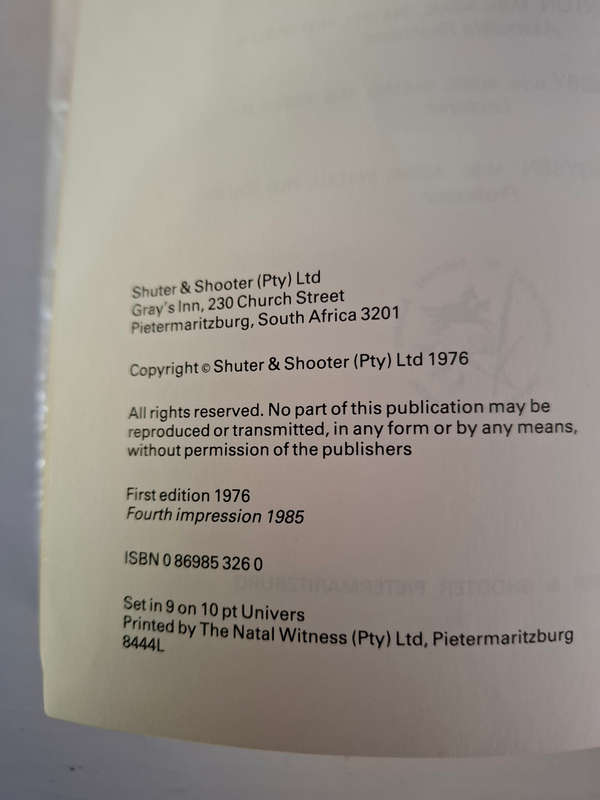 Shuter & Shooter (Pty) Ltd
Gray's Inn, 230 Church Street
Pietermaritzburg, South Africa 3201
Copyright © Shuter & Shooter (Pty) Ltd 1976
All rights reserved. No part of this publication may be
reproduced or transmitted, in any form or by any means,
without permission of the publishers
First edition 1976
Fourth impression 1985
ISBN 0 86985 326 0
Set in 9 on 10 pt Univers
Printed by The Natal Witness (Pty) Ltd, Pietermaritzburg
8444L